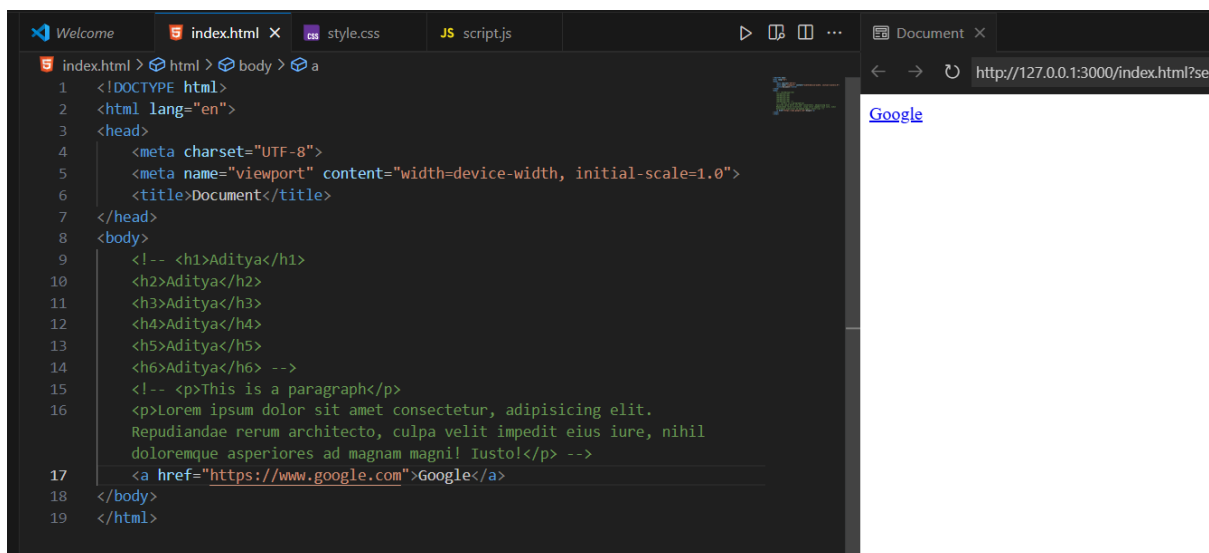 Welcome index.html style.css JS script.js Document
index.html > html > body > a
http://127.0.0.1:3000/index.html?se
1 <!DOCTYPE html>
2 <html lang="en">
3 <head>
4 <meta charset="UTF-8">
5 <meta name="viewport" content="width=device-width, initial-scale=1.0">
6 <title>Document</title>
7 </head>
8 <body>
9 <!-- <h1>Aditya</h1>
10 <h2>Aditya</h2>
11 <h3>Aditya</h3>
12 <h4>Aditya</h4>
13 <h5>Aditya</h5>
14 <h6>Aditya</h6> -->
15 <!-- <p>This is a paragraph</p>
16 <p>Lorem ipsum dolor sit amet consectetur, adipisicing elit.
Repudiandae rerum architecto, culpa velit impedit eius iure, nihil
doloremque asperiores ad magnam magni! Iusto!</p> -->
17 <a href="https://www.google.com">Google</a>
18 </body>
19 </html>
Google